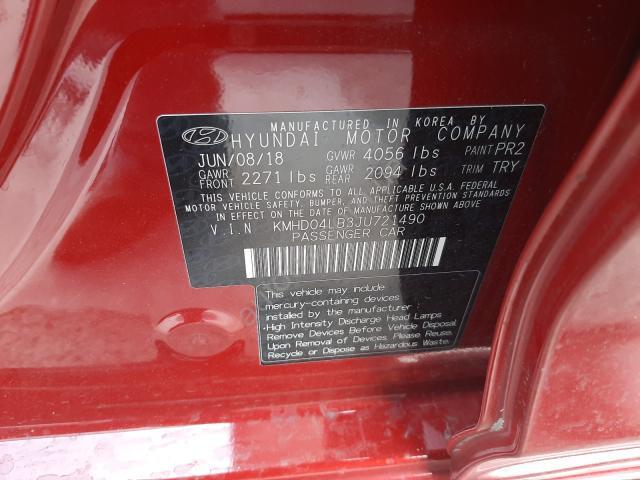 MANUFACTURED IN KOREA BY
HYUNDAI MOTOR COMPANY
JUN/08/18 GVWR 4056 lbs PAINT PR2
GAWR FRONT 2271 lbs GAWR REAR 2094 lbs TRIM TRY
THIS VEHICLE CONFORMS TO ALL APPLICABLE U.S.A. FEDERAL
MOTOR VEHICLE SAFETY, BUMPER, AND THEFT PREVENTION STANDARDS
IN EFFECT ON THE DATE OF MANUFACTURE SHOWN ABOVE.
V.I.N KMHD04LB3JU721490
PASSENGER CAR
This vehicle may include
mercury-containing devices
installed by the manufacturer
·High Intensity Discharge Head Lamps
Remove Devices Before Vehicle Disposal.
Upon Removal of Devices, Please Reuse,
Recycle or Dispose as Hazardous Waste.